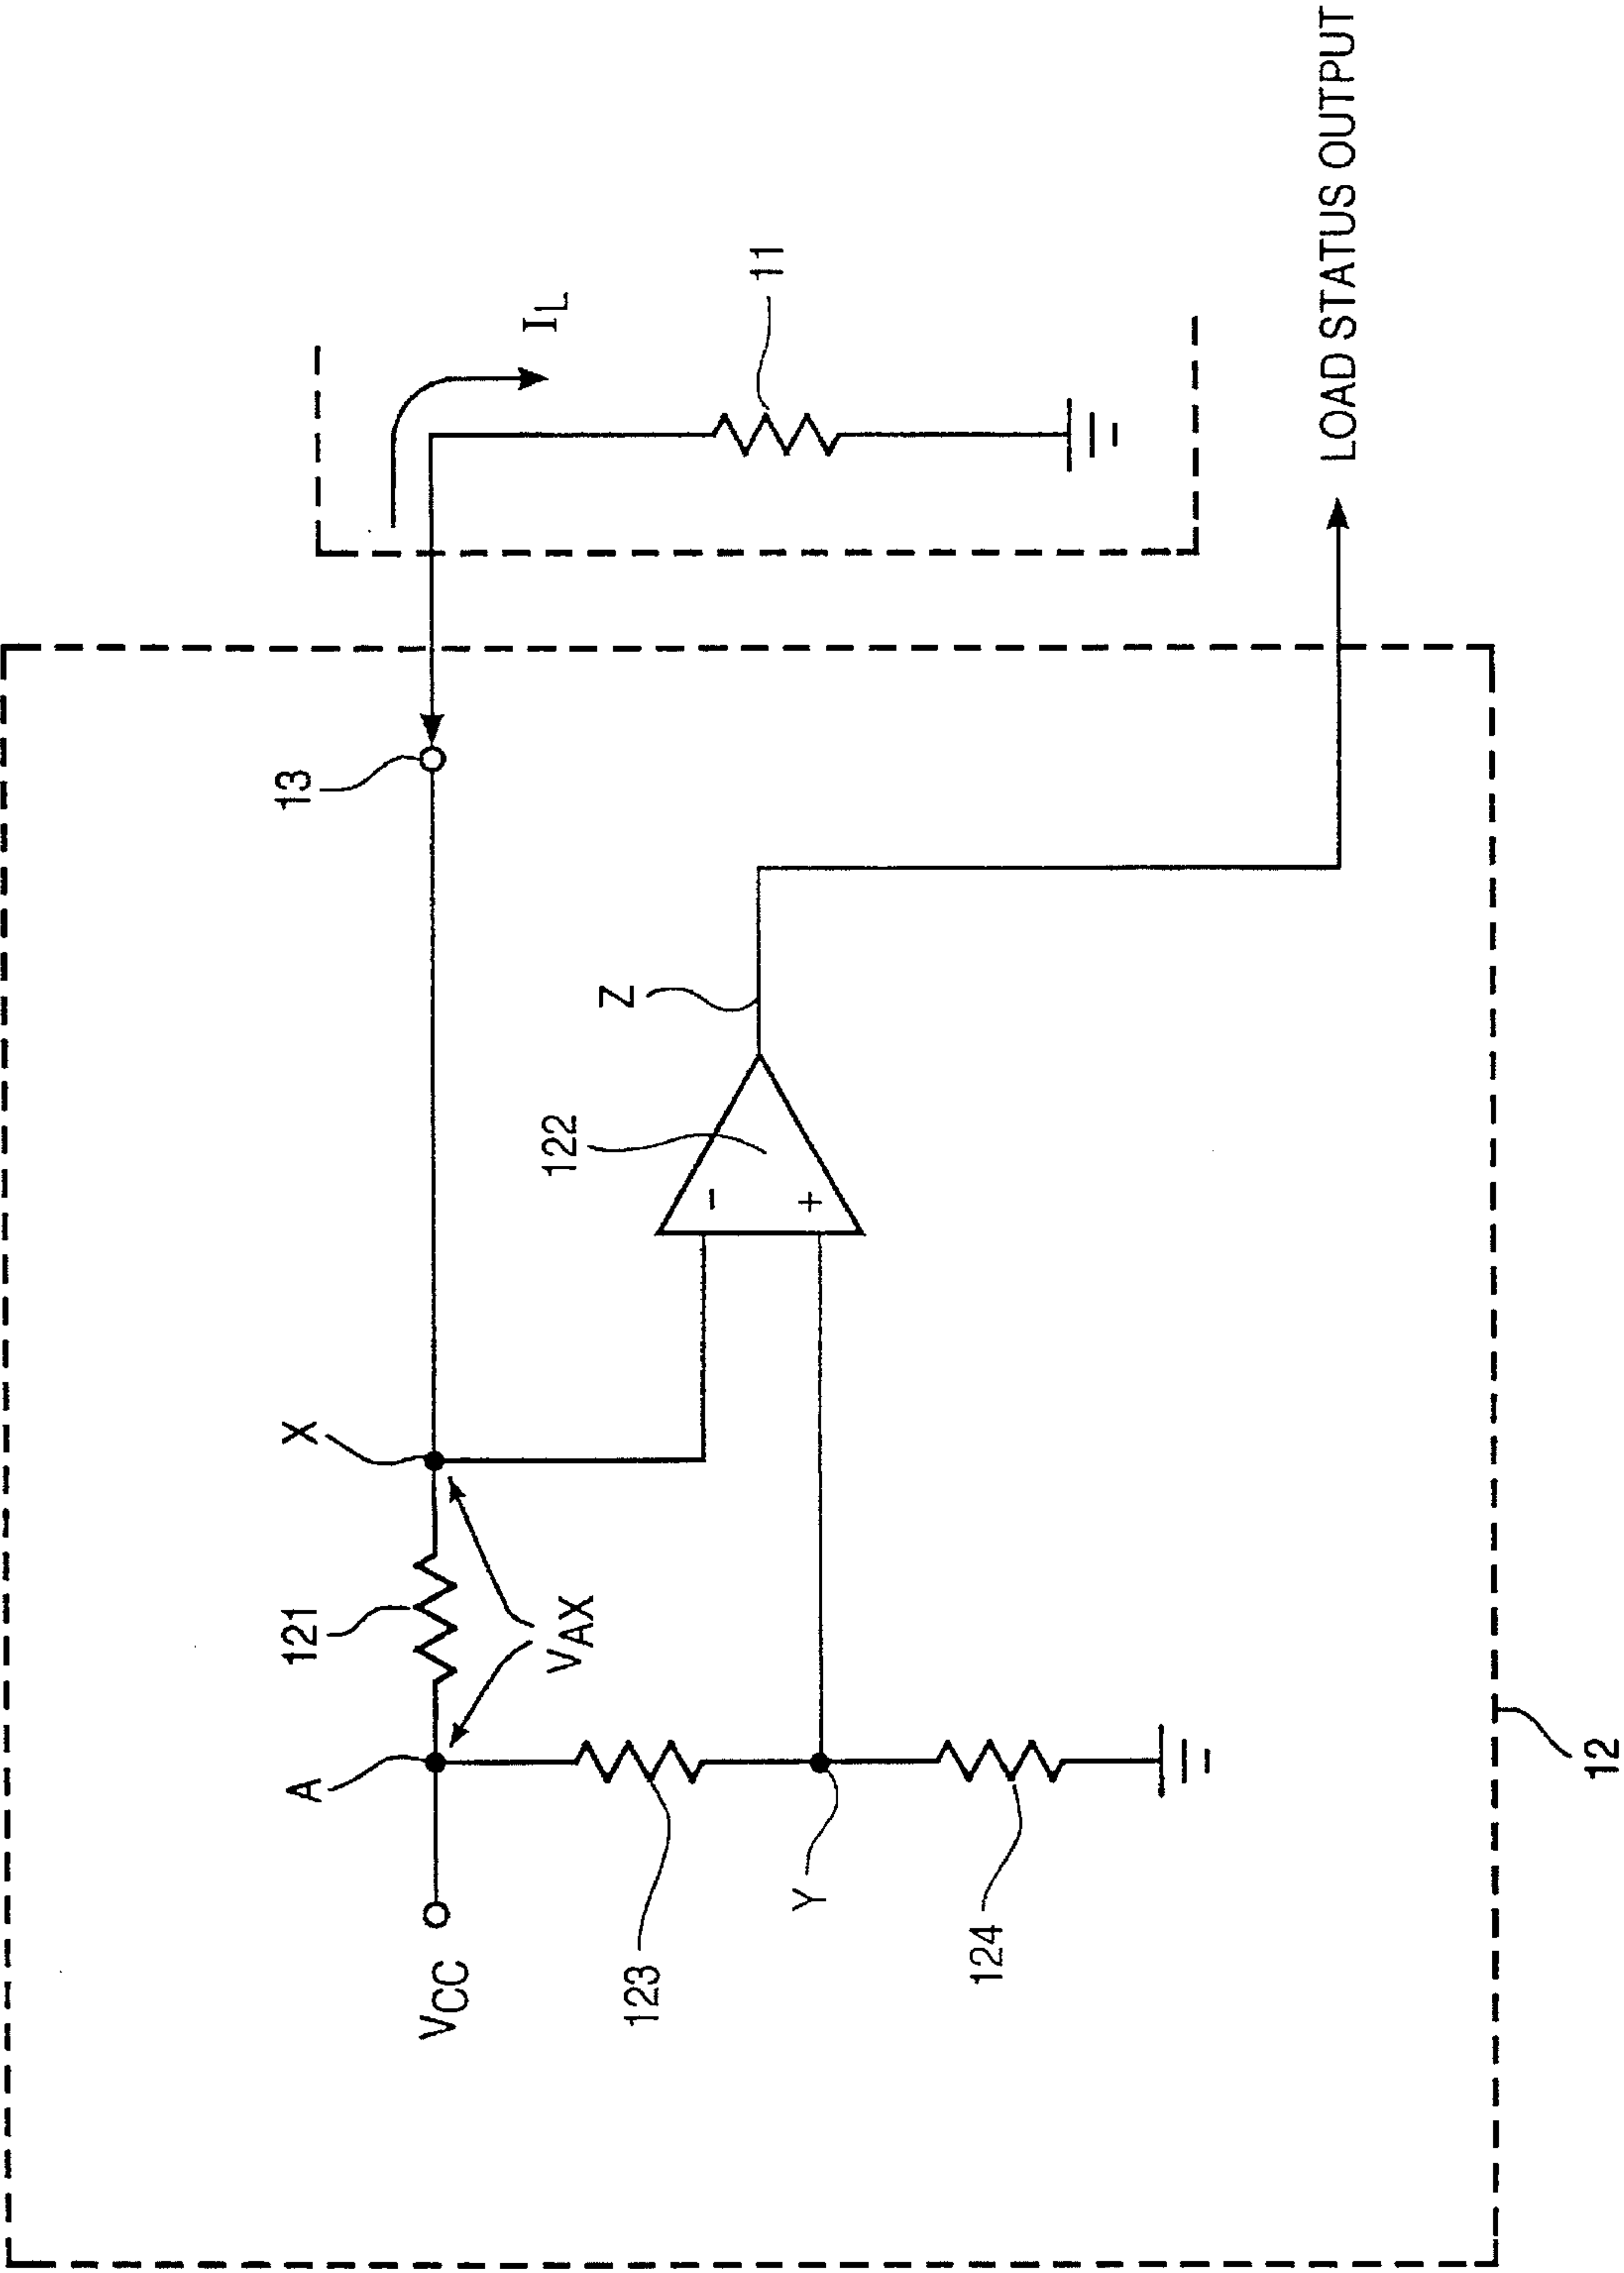 VCC
A
121
X
VAX
13
IL
11
123
Y
124
122
-
+
Z
LOAD STATUS OUTPUT
12